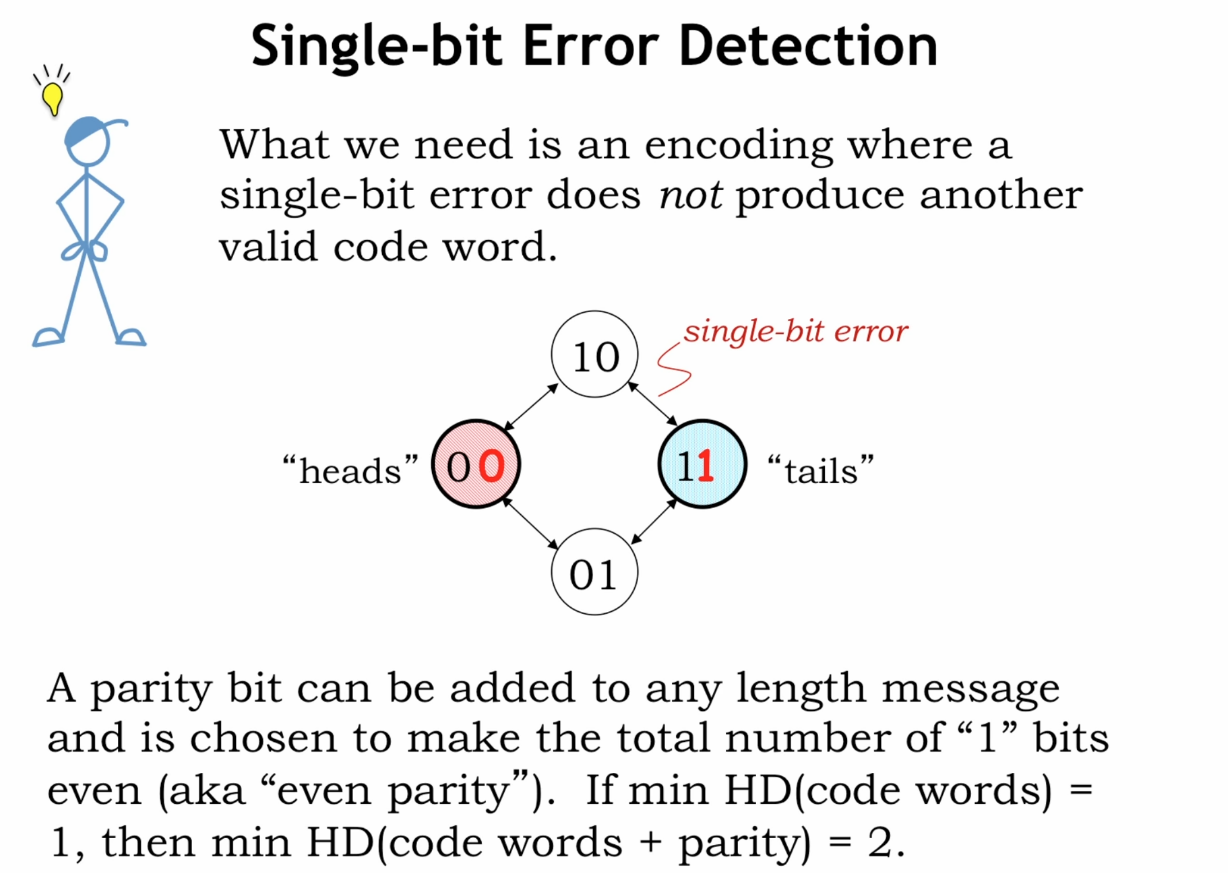 Single-bit Error Detection
What we need is an encoding where a
single-bit error does not produce another
valid code word.
single-bit error
10
“heads” 00
11 “tails”
01
A parity bit can be added to any length message
and is chosen to make the total number of “1” bits
even (aka “even parity”). If min HD(code words) =
1, then min HD(code words + parity) = 2.